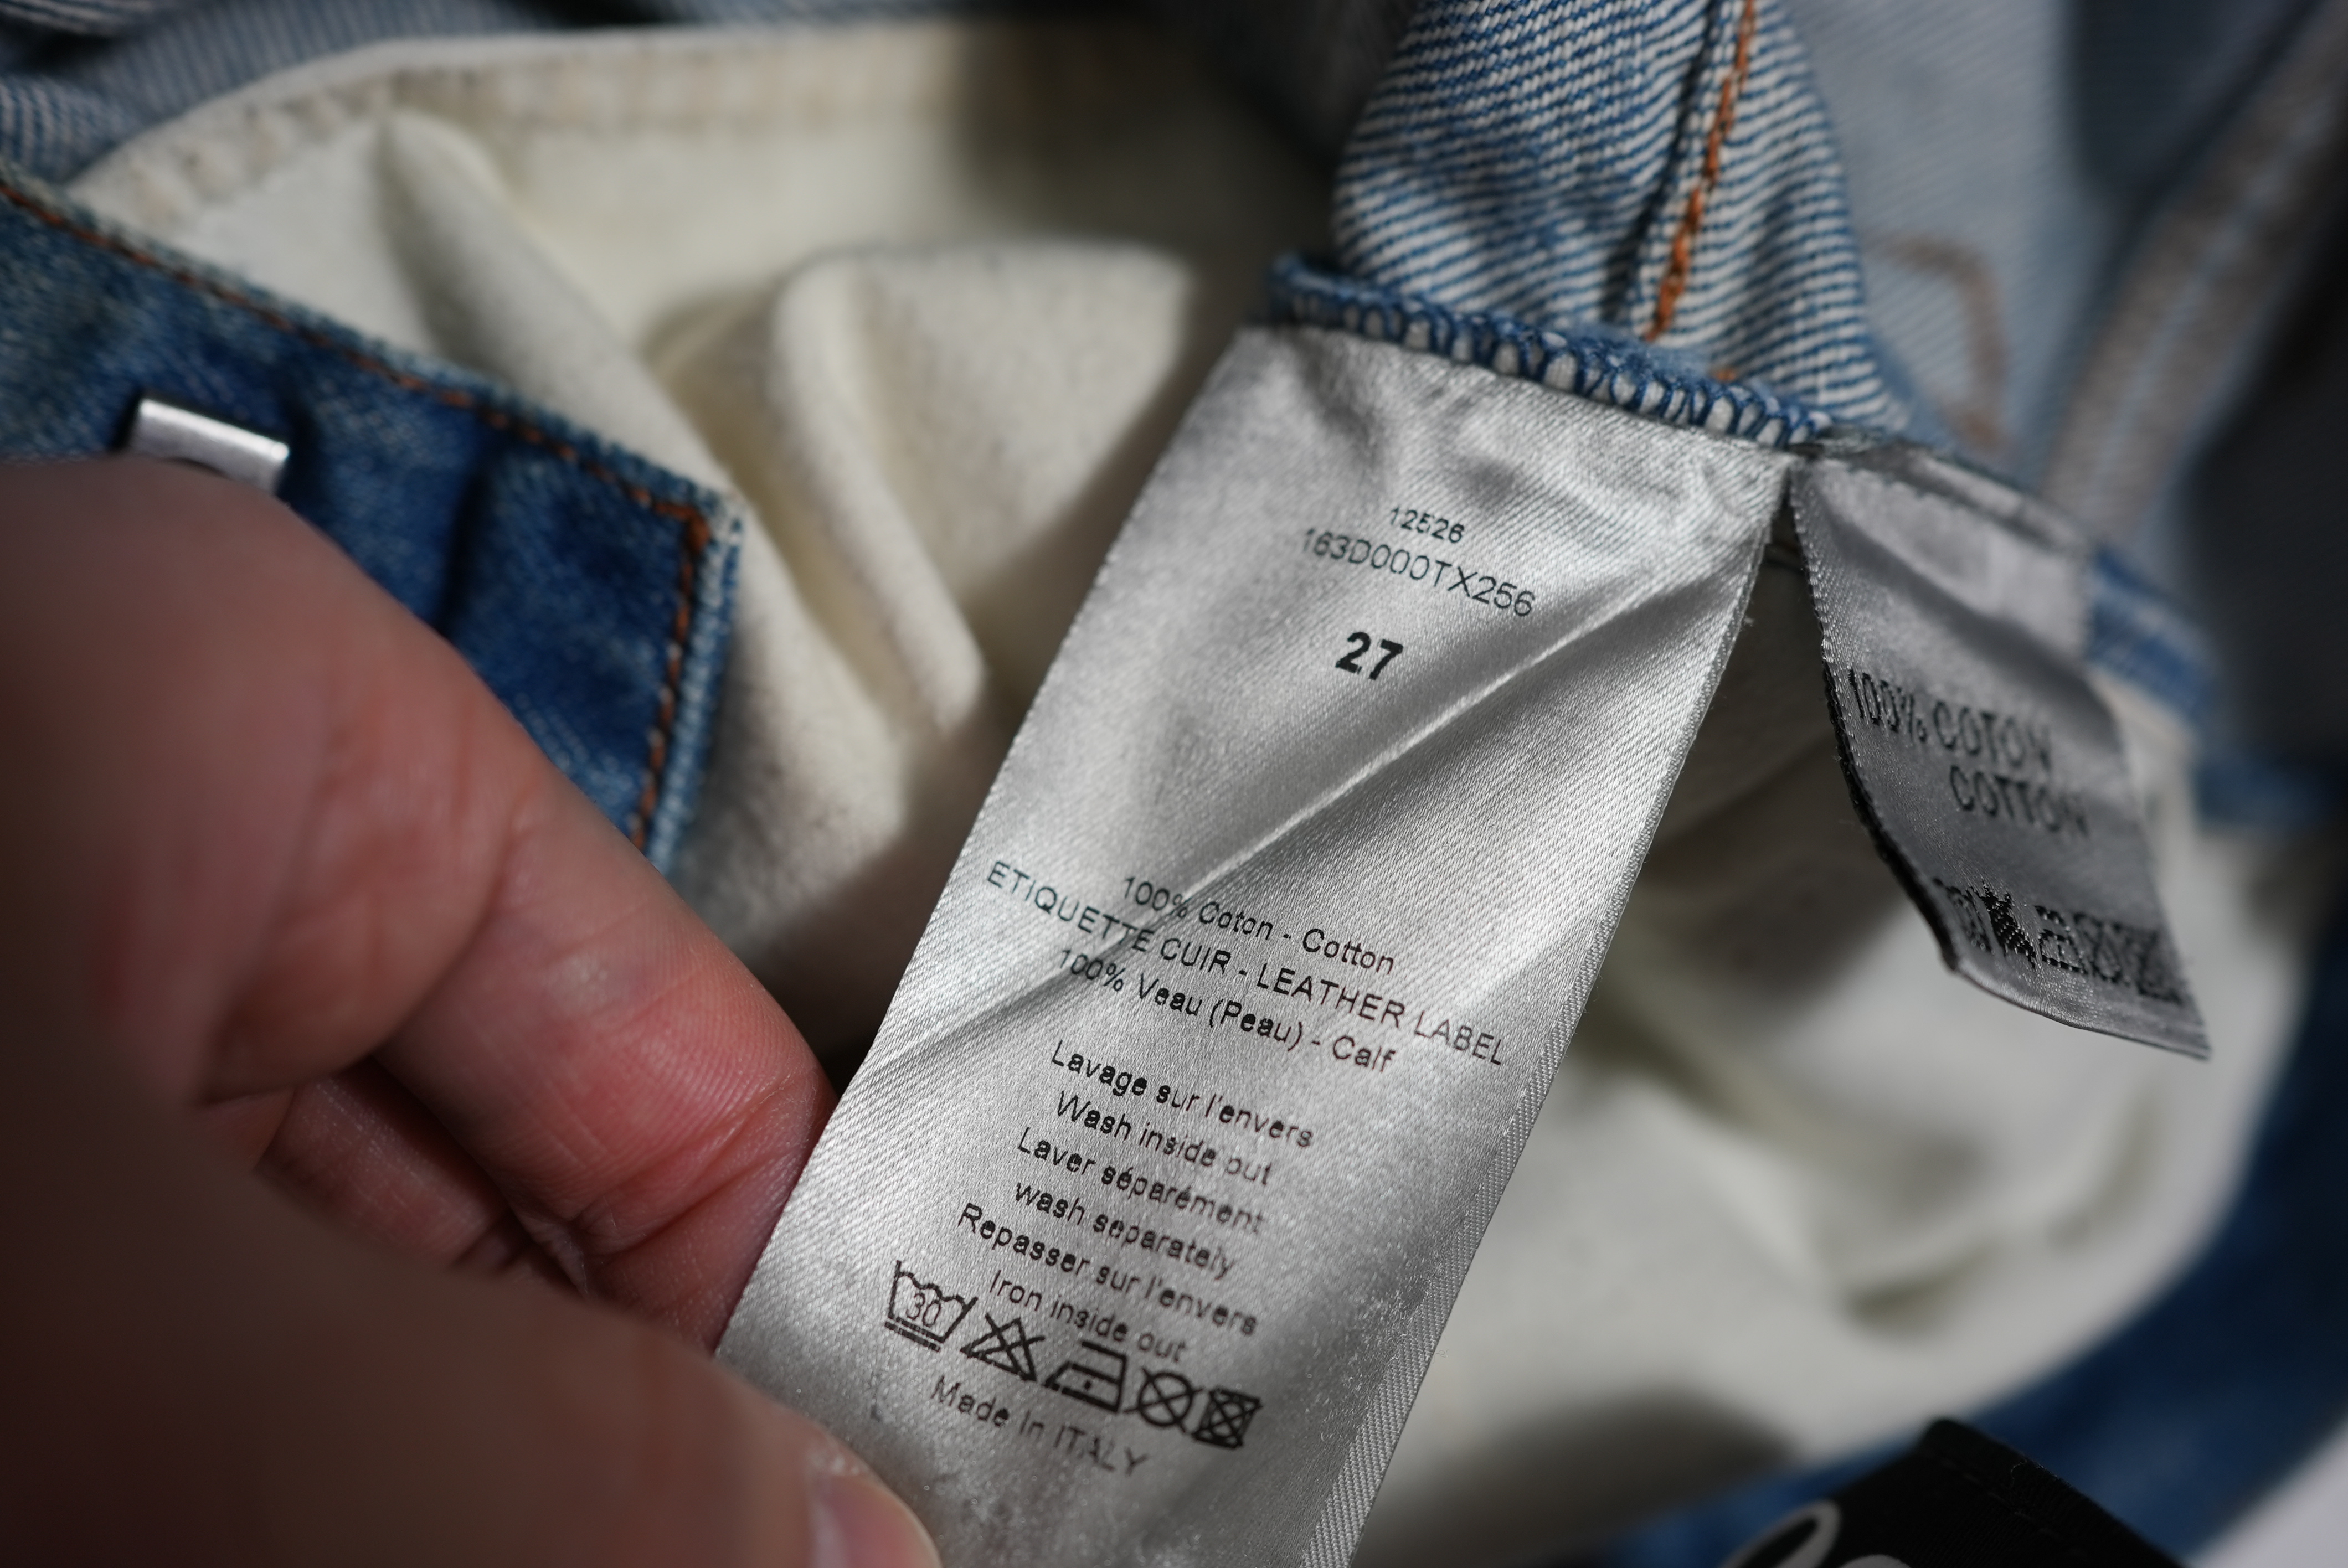 12526
163D000TX256
27
100% Coton - Cotton
ETIQUETTE CUIR - LEATHER LABEL
100% Veau (Peau) - Calf
Lavage sur l'envers
Wash inside out
Laver séparément
wash separately
Repasser sur l'envers
Iron inside out
30
Made in ITALY
100% COTON
COTTON